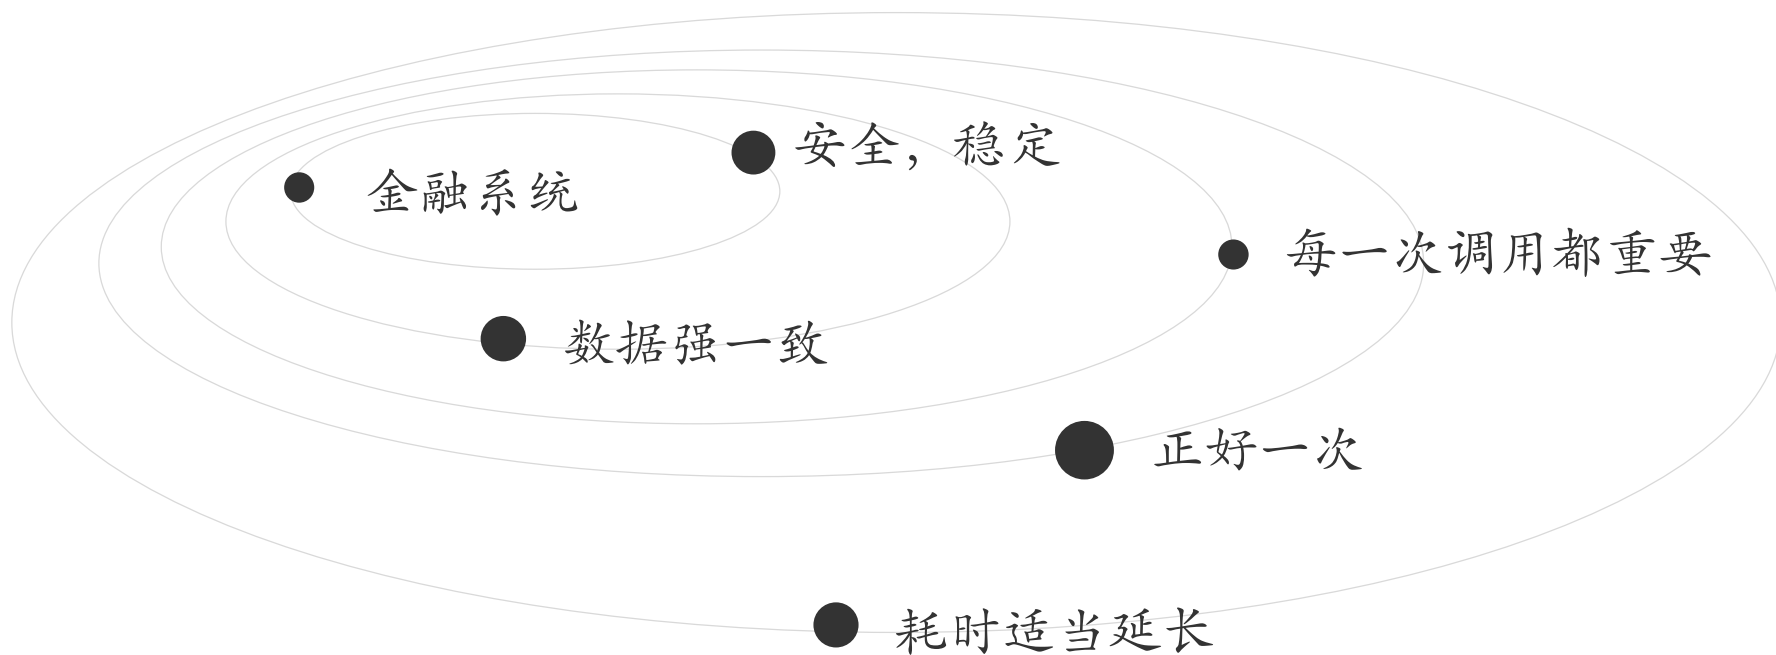 安全，稳定
金融系统
每一次调用都重要
数据强一致
正好一次
耗时适当延长